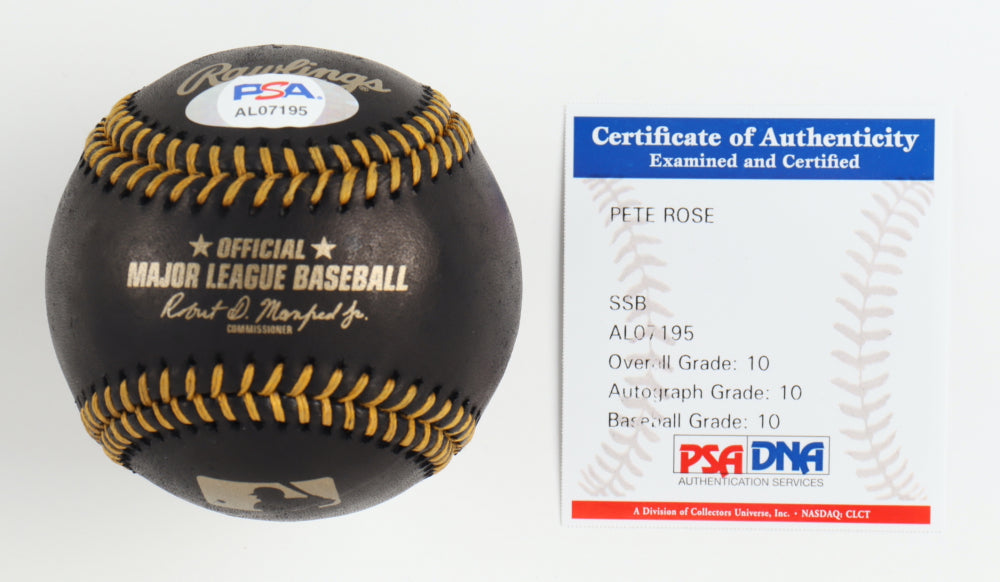 Rawlings
PSA.
AL07195
OFFICIAL
MAJOR LEAGUE BASEBALL
Robert D. Manfred Jr.
COMMISSIONER
Certificate of Authenticity
Examined and Certified
PETE ROSE
SSB
AL07195
Overall Grade: 10
Autograph Grade: 10
Baseball Grade: 10
PSA DNA
AUTHENTICATION SERVICES
A Division of Collectors Universe, Inc. • NASDAQ: CLCT